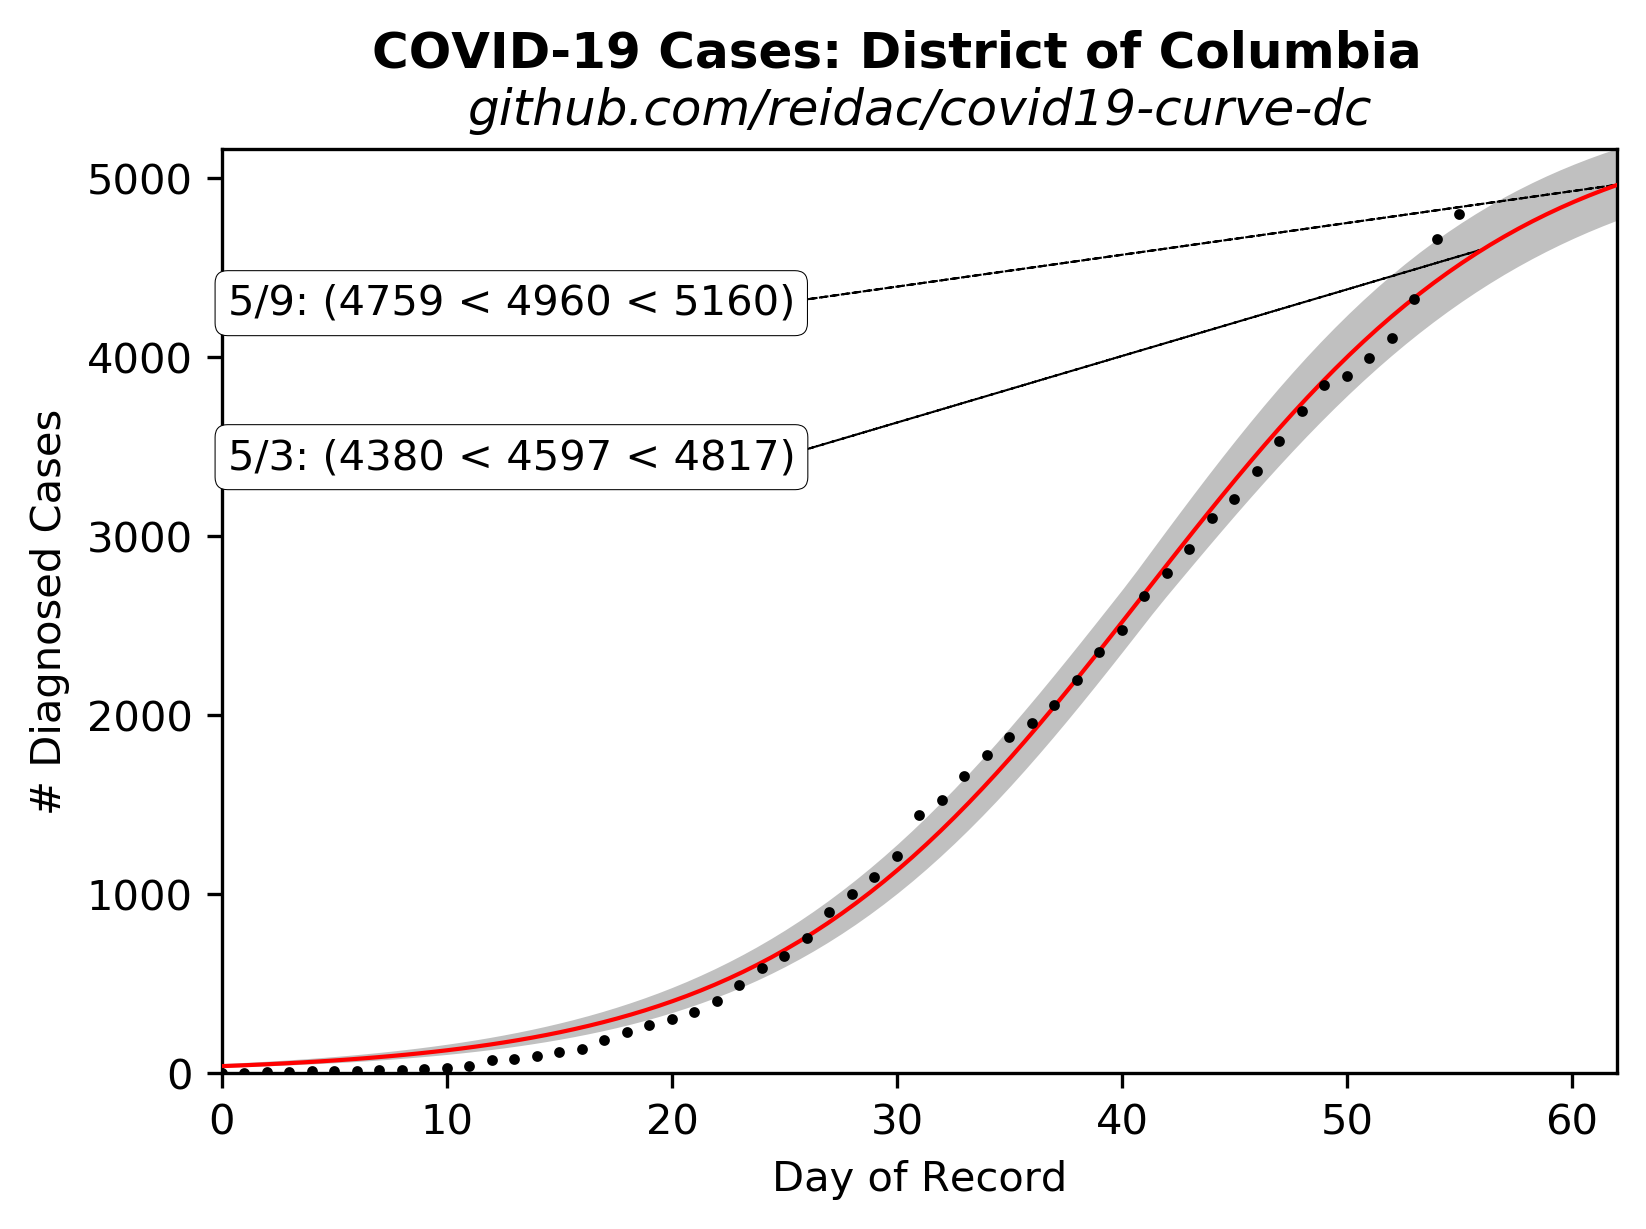 COVID-19 Cases: District of Columbia
github.com/reidac/covid19-curve-dc
# Diagnosed Cases
5000
4000
3000
2000
1000
0
5/9: (4759 < 4960 < 5160)
5/3: (4380 < 4597 < 4817)
0 10 20 30 40 50 60
Day of Record